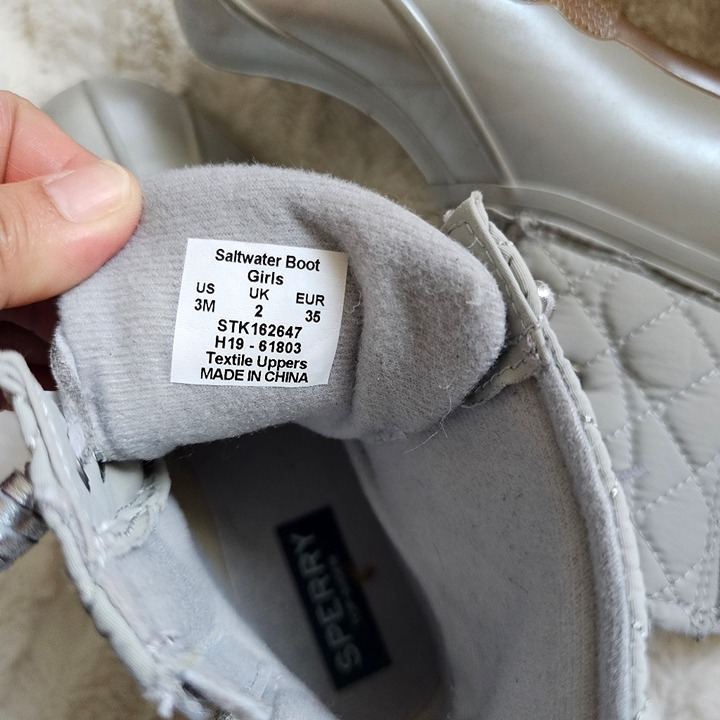 Saltwater Boot
Girls
US UK EUR
3M 2 35
STK162647
H19 - 61803
Textile Uppers
MADE IN CHINA
SPERRY